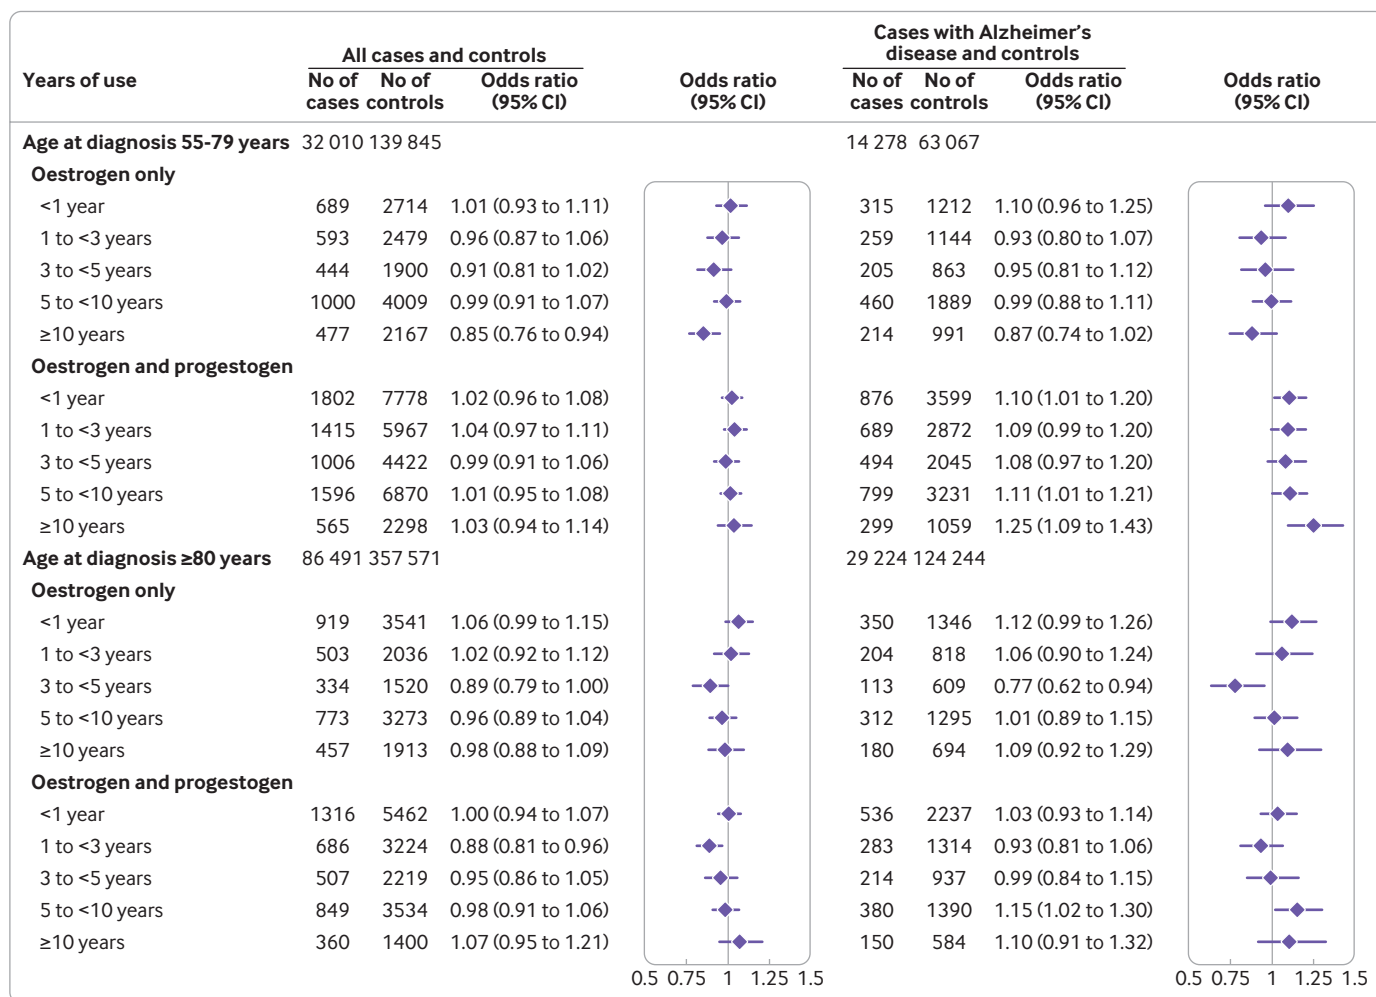 Cases with Alzheimer's
All cases and controls disease and controls
Years of use No of No of Odds ratio Odds ratio No of No of Odds ratio Odds ratio
cases controls (95% CI) (95% CI) cases controls (95% CI) (95% CI)
Age at diagnosis 55-79 years 32 010 139 845 14 278 63 067
Oestrogen only
<1 year 689 2714 1.01 (0.93 to 1.11) 315 1212 1.10 (0.96 to 1.25)
1 to <3 years 593 2479 0.96 (0.87 to 1.06) 259 1144 0.93 (0.80 to 1.07)
3 to <5 years 444 1900 0.91 (0.81 to 1.02) 205 863 0.95 (0.81 to 1.12)
5 to <10 years 1000 4009 0.99 (0.91 to 1.07) 460 1889 0.99 (0.88 to 1.11)
≥10 years 477 2167 0.85 (0.76 to 0.94) 214 991 0.87 (0.74 to 1.02)
Oestrogen and progestogen
<1 year 1802 7778 1.02 (0.96 to 1.08) 876 3599 1.10 (1.01 to 1.20)
1 to <3 years 1415 5967 1.04 (0.97 to 1.11) 689 2872 1.09 (0.99 to 1.20)
3 to <5 years 1006 4422 0.99 (0.91 to 1.06) 494 2045 1.08 (0.97 to 1.20)
5 to <10 years 1596 6870 1.01 (0.95 to 1.08) 799 3231 1.11 (1.01 to 1.21)
≥10 years 565 2298 1.03 (0.94 to 1.14) 299 1059 1.25 (1.09 to 1.43)
Age at diagnosis ≥80 years 86 491 357 571 29 224 124 244
Oestrogen only
<1 year 919 3541 1.06 (0.99 to 1.15) 350 1346 1.12 (0.99 to 1.26)
1 to <3 years 503 2036 1.02 (0.92 to 1.12) 204 818 1.06 (0.90 to 1.24)
3 to <5 years 334 1520 0.89 (0.79 to 1.00) 113 609 0.77 (0.62 to 0.94)
5 to <10 years 773 3273 0.96 (0.89 to 1.04) 312 1295 1.01 (0.89 to 1.15)
≥10 years 457 1913 0.98 (0.88 to 1.09) 180 694 1.09 (0.92 to 1.29)
Oestrogen and progestogen
<1 year 1316 5462 1.00 (0.94 to 1.07) 536 2237 1.03 (0.93 to 1.14)
1 to <3 years 686 3224 0.88 (0.81 to 0.96) 283 1314 0.93 (0.81 to 1.06)
3 to <5 years 507 2219 0.95 (0.86 to 1.05) 214 937 0.99 (0.84 to 1.15)
5 to <10 years 849 3534 0.98 (0.91 to 1.06) 380 1390 1.15 (1.02 to 1.30)
≥10 years 360 1400 1.07 (0.95 to 1.21) 150 584 1.10 (0.91 to 1.32)
0.5 0.75 1 1.25 1.5 0.5 0.75 1 1.25 1.5